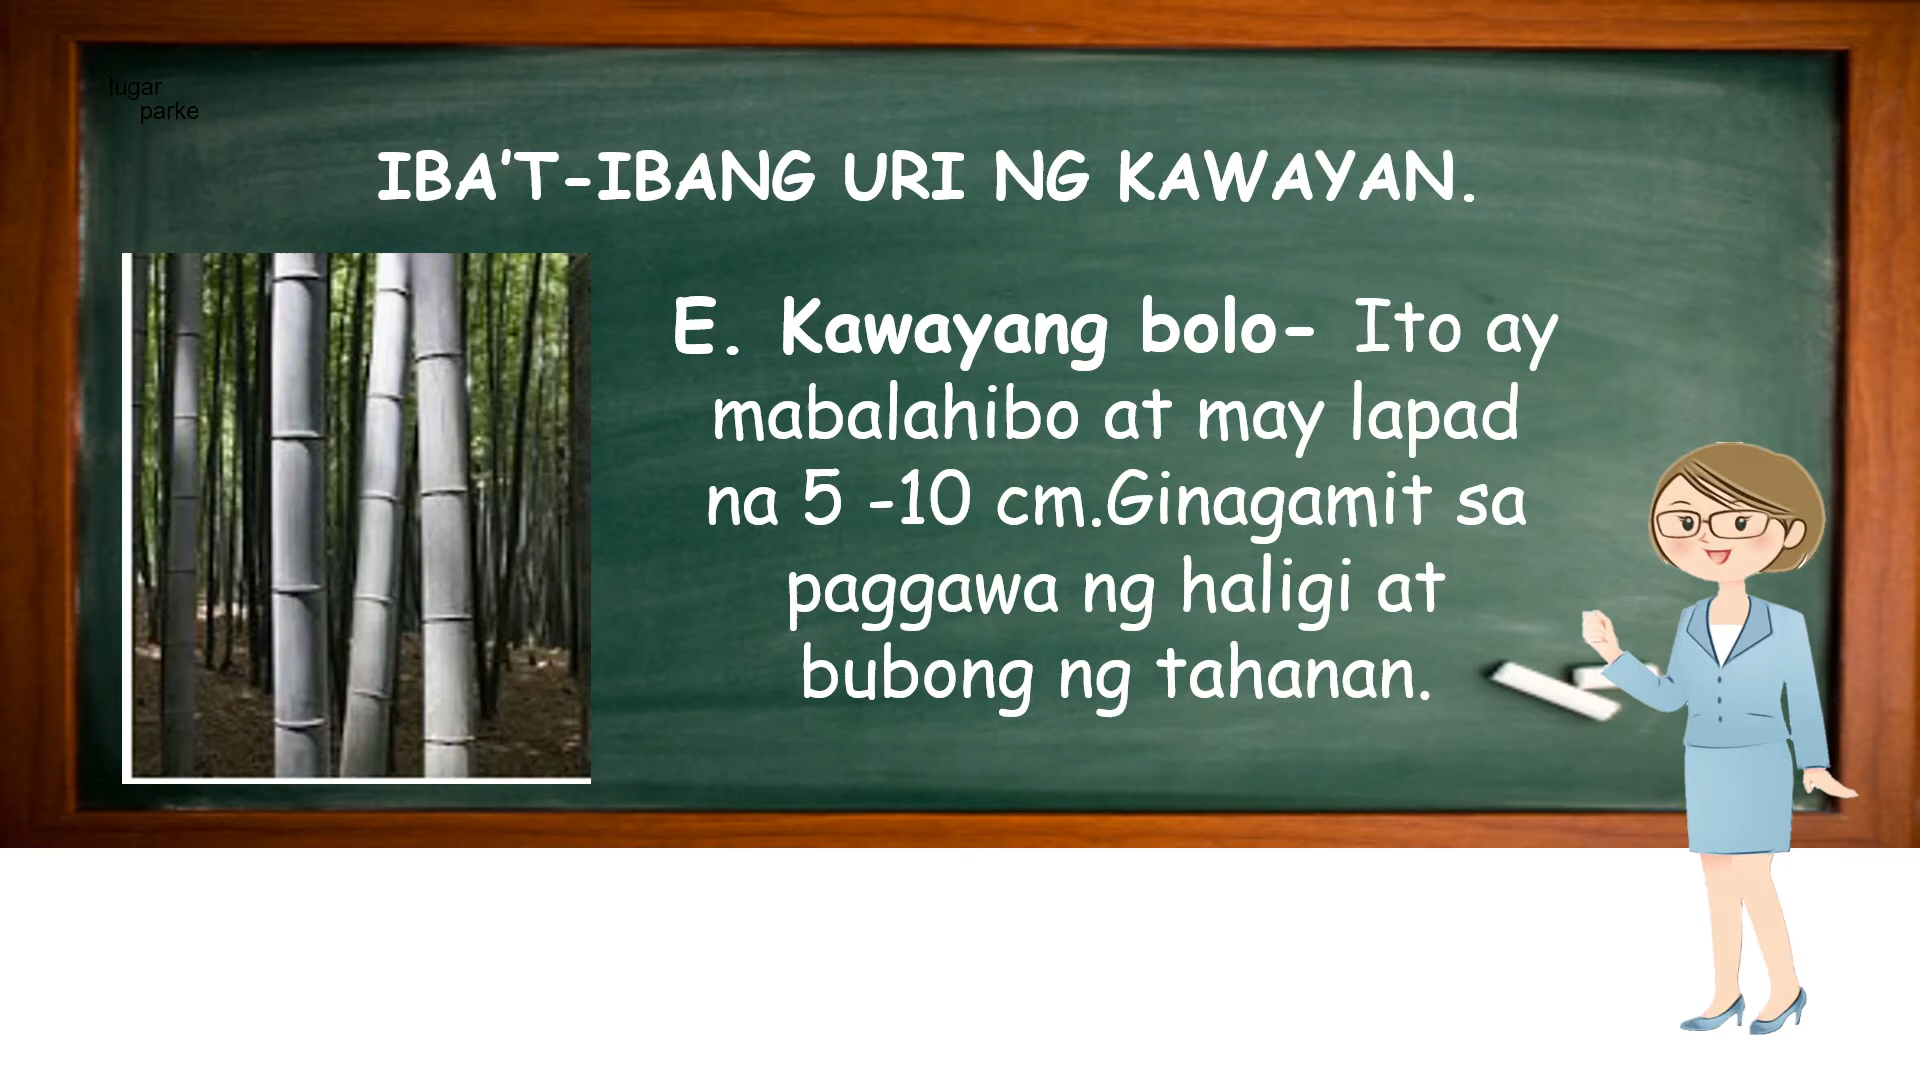 lugar
parke
IBA'T-IBANG URI NG KAWAYAN.
E. Kawayang bolo- Ito ay
mabalahibo at may lapad
na 5 -10 cm.Ginagamit sa
paggawa ng haligi at
bubong ng tahanan.